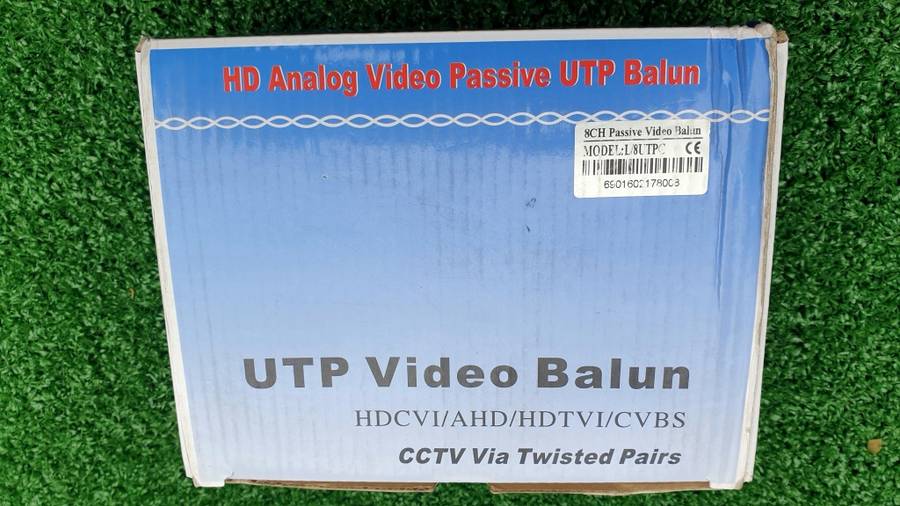 HD Analog Video Passive UTP Balun
8CH Passive Video Balun
MODEL:L/8UTPC CE
6901602178003
UTP Video Balun
HDCVI/AHD/HDTVI/CVBS
CCTV Via Twisted Pairs